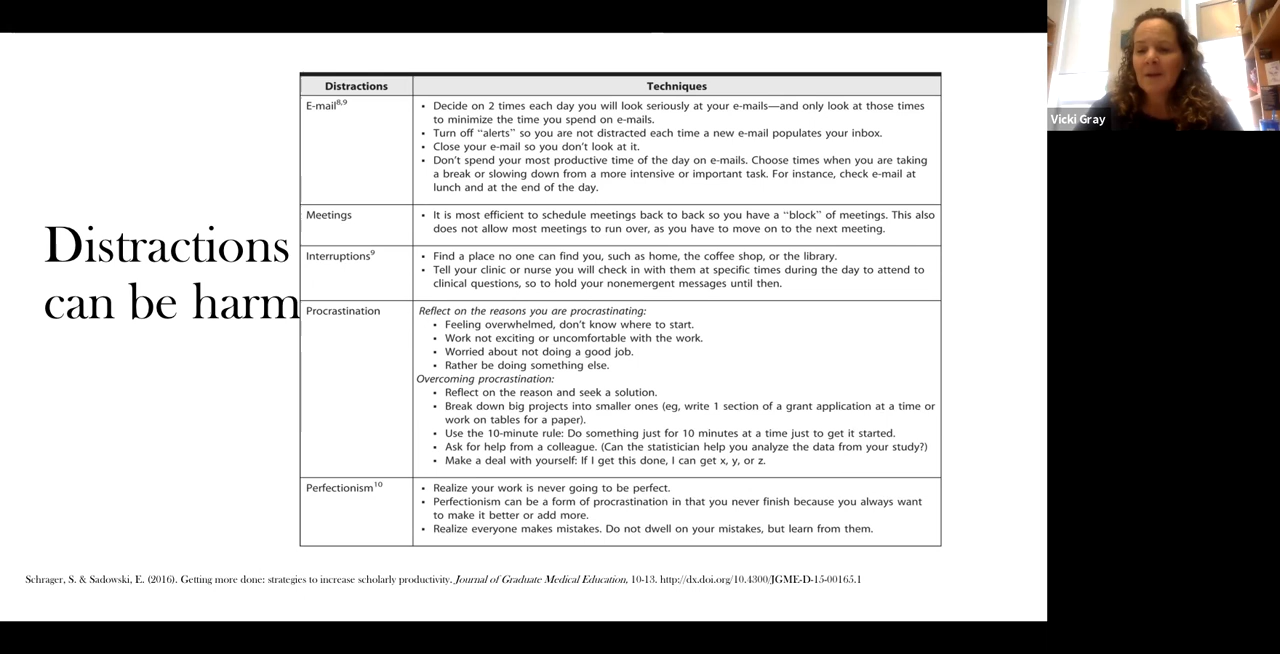 Distractions
can be harm
Distractions Techniques
E-mail8,9
• Decide on 2 times each day you will look seriously at your e-mails—and only look at those times
to minimize the time you spend on e-mails.
• Turn off “alerts” so you are not distracted each time a new e-mail populates your inbox.
• Close your e-mail so you don’t look at it.
• Don’t spend your most productive time of the day on e-mails. Choose times when you are taking
a break or slowing down from a more intensive or important task. For instance, check e-mail at
lunch and at the end of the day.
Meetings
• It is most efficient to schedule meetings back to back so you have a “block” of meetings. This also
does not allow most meetings to run over, as you have to move on to the next meeting.
Interruptions9
• Find a place no one can find you, such as home, the coffee shop, or the library.
• Tell your clinic or nurse you will check in with them at specific times during the day to attend to
clinical questions, so to hold your nonemergent messages until then.
Procrastination
Reflect on the reasons you are procrastinating:
• Feeling overwhelmed, don’t know where to start.
• Work not exciting or uncomfortable with the work.
• Worried about not doing a good job.
• Rather be doing something else.
Overcoming procrastination:
• Reflect on the reason and seek a solution.
• Break down big projects into smaller ones (eg, write 1 section of a grant application at a time or
work on tables for a paper).
• Use the 10-minute rule: Do something just for 10 minutes at a time just to get it started.
• Ask for help from a colleague. (Can the statistician help you analyze the data from your study?)
• Make a deal with yourself: If I get this done, I can get x, y, or z.
Perfectionism10
• Realize your work is never going to be perfect.
• Perfectionism can be a form of procrastination in that you never finish because you always want
to make it better or add more.
• Realize everyone makes mistakes. Do not dwell on your mistakes, but learn from them.
Schrager, S. & Sadowski, E. (2016). Getting more done: strategies to increase scholarly productivity. Journal of Graduate Medical Education, 10-13. http://dx.doi.org/10.4300/JGME-D-15-00165.1
Vicki Gray